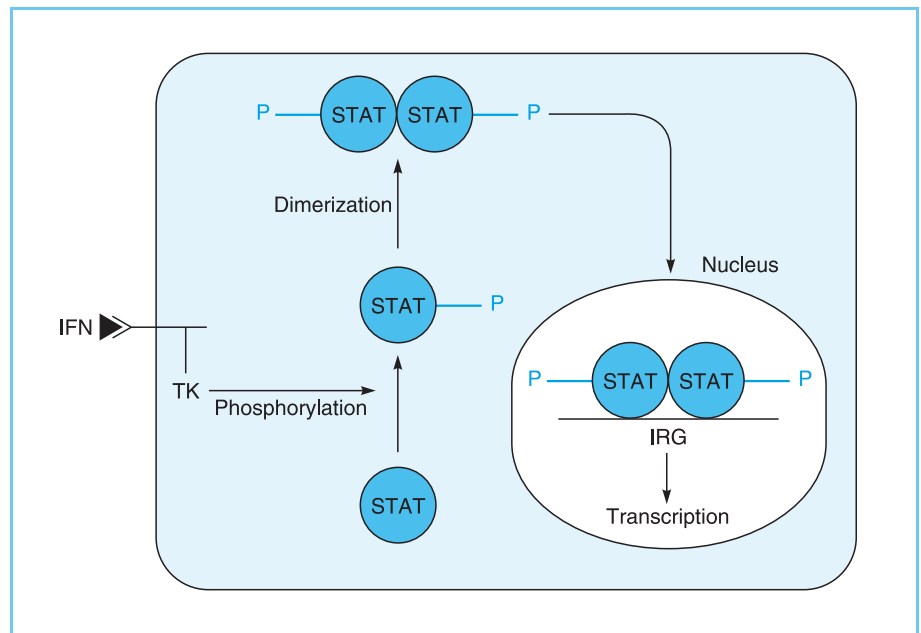 P STAT STAT P
Dimerization
Nucleus
STAT P
IFN
P STAT STAT P
TK
Phosphorylation
IRG
STAT
Transcription